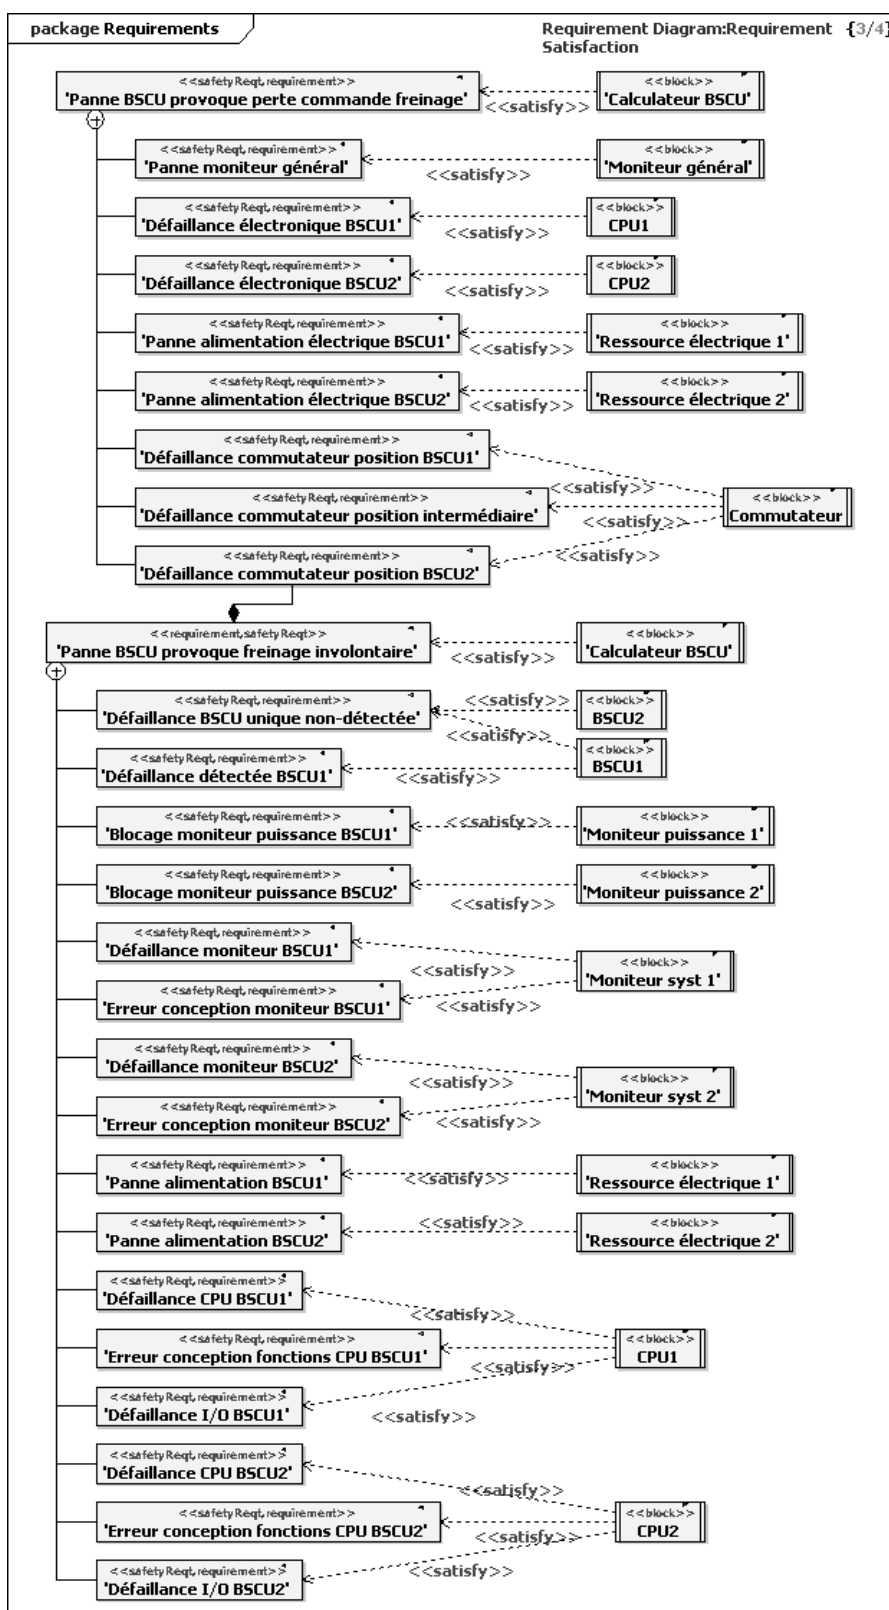 package Requirements
Requirement Diagram:Requirement {3/4}
Satisfaction
<<safetyReqt,requirement>>
'Panne BSCU provoque perte commande freinage'
<<satisfy>>
<<block>>
'Calculateur BSCU'
<<safetyReqt,requirement>>
'Panne moniteur général'
<<satisfy>>
<<block>>
'Moniteur général'
<<safetyReqt,requirement>>
'Défaillance électronique BSCU1'
<<satisfy>>
<<block>>
CPU1
<<safetyReqt,requirement>>
'Défaillance électronique BSCU2'
<<satisfy>>
<<block>>
CPU2
<<safetyReqt,requirement>>
'Panne alimentation électrique BSCU1'
<<satisfy>>
<<block>>
'Ressource électrique 1'
<<safetyReqt,requirement>>
'Panne alimentation électrique BSCU2'
<<satisfy>>
<<block>>
'Ressource électrique 2'
<<safetyReqt,requirement>>
'Défaillance commutateur position BSCU1'
<<satisfy>>
<<safetyReqt,requirement>>
'Défaillance commutateur position intermédiaire'
<<satisfy>>
<<block>>
Commutateur
<<safetyReqt,requirement>>
'Défaillance commutateur position BSCU2'
<<satisfy>>
<<requirement,safetyReqt>>
'Panne BSCU provoque freinage involontaire'
<<satisfy>>
<<block>>
'Calculateur BSCU'
<<safetyReqt,requirement>>
'Défaillance BSCU unique non-détectée'
<<satisfy>>
<<block>>
BSCU2
<<satisfy>>
<<block>>
BSCU1
<<safetyReqt,requirement>>
'Défaillance détectée BSCU1'
<<satisfy>>
<<safetyReqt,requirement>>
'Blocage moniteur puissance BSCU1'
<<satisfy>>
<<block>>
'Moniteur puissance 1'
<<safetyReqt,requirement>>
'Blocage moniteur puissance BSCU2'
<<satisfy>>
<<block>>
'Moniteur puissance 2'
<<safetyReqt,requirement>>
'Défaillance moniteur BSCU1'
<<satisfy>>
<<block>>
'Moniteur syst 1'
<<safetyReqt,requirement>>
'Erreur conception moniteur BSCU1'
<<satisfy>>
<<safetyReqt,requirement>>
'Défaillance moniteur BSCU2'
<<satisfy>>
<<block>>
'Moniteur syst 2'
<<safetyReqt,requirement>>
'Erreur conception moniteur BSCU2'
<<satisfy>>
<<safetyReqt,requirement>>
'Panne alimentation BSCU1'
<<satisfy>>
<<block>>
'Ressource électrique 1'
<<safetyReqt,requirement>>
'Panne alimentation BSCU2'
<<satisfy>>
<<block>>
'Ressource électrique 2'
<<safetyReqt,requirement>>
'Défaillance CPU BSCU1'
<<satisfy>>
<<safetyReqt,requirement>>
'Erreur conception fonctions CPU BSCU1'
<<satisfy>>
<<block>>
CPU1
<<safetyReqt,requirement>>
'Défaillance I/O BSCU1'
<<satisfy>>
<<safetyReqt,requirement>>
'Défaillance CPU BSCU2'
<<satisfy>>
<<safetyReqt,requirement>>
'Erreur conception fonctions CPU BSCU2'
<<satisfy>>
<<block>>
CPU2
<<safetyReqt,requirement>>
'Défaillance I/O BSCU2'
<<satisfy>>